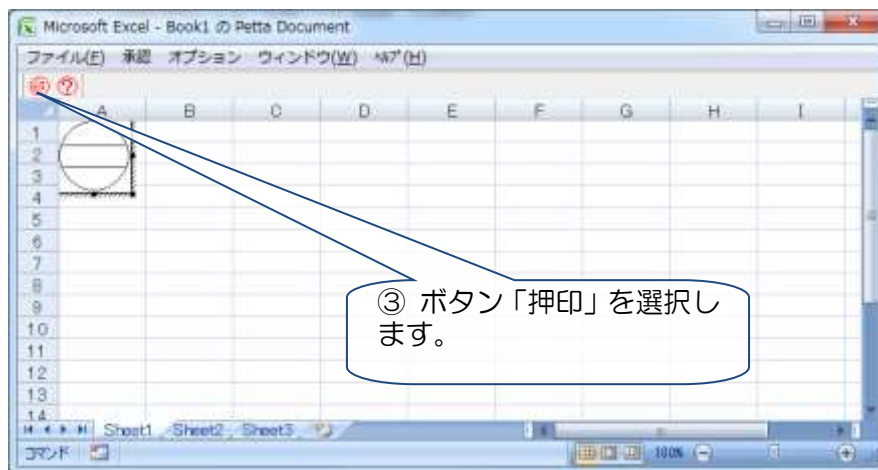 Microsoft Excel - Book1 の Petta Document
ファイル(F) 承認 オプション ウィンドウ(W) ヘルプ(H)
A B C D E F G H I
1
2
3
4
5
6
7
8
9
10
11
12
13
14
③ ボタン「押印」を選択し
ます。
Sheet1 Sheet2 Sheet3
コマンド 100%